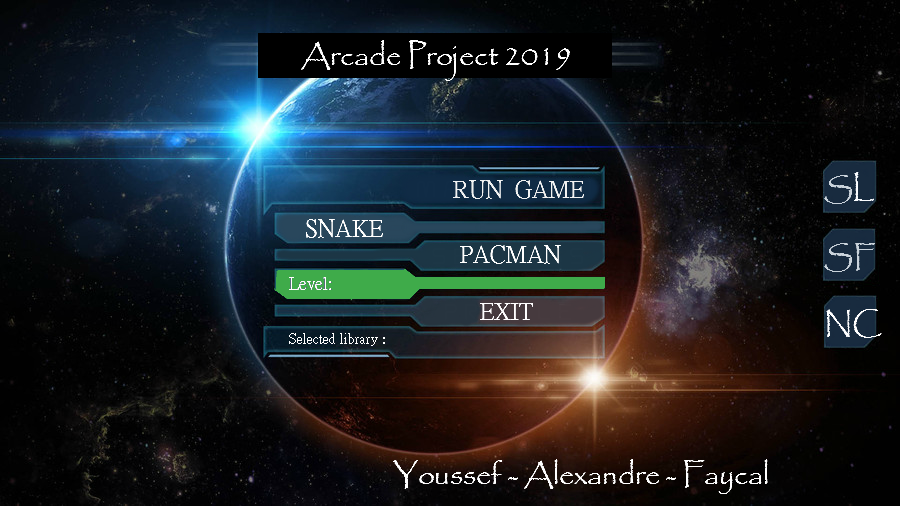 Arcade Project 2019
RUN GAME
SNAKE
PACMAN
Level:
EXIT
Selected library :
SL
SF
NC
Youssef ~ Alexandre ~ Faycal